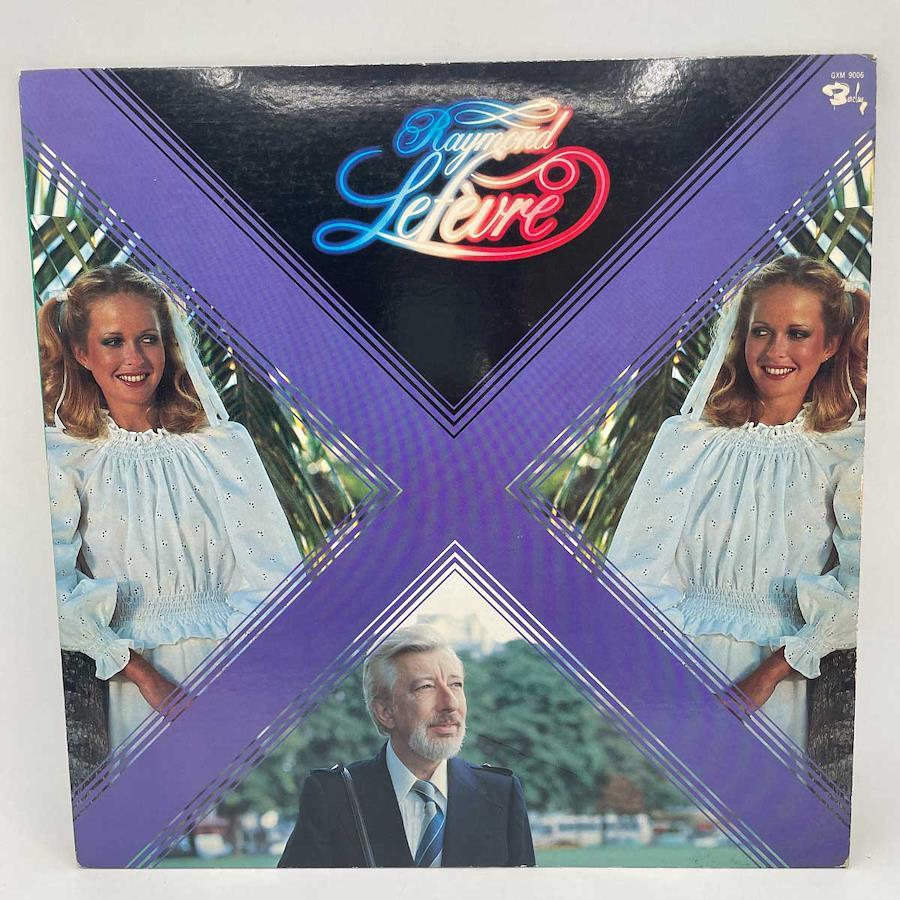 GXM 9006
Barclay
Raymond
Lefèvre